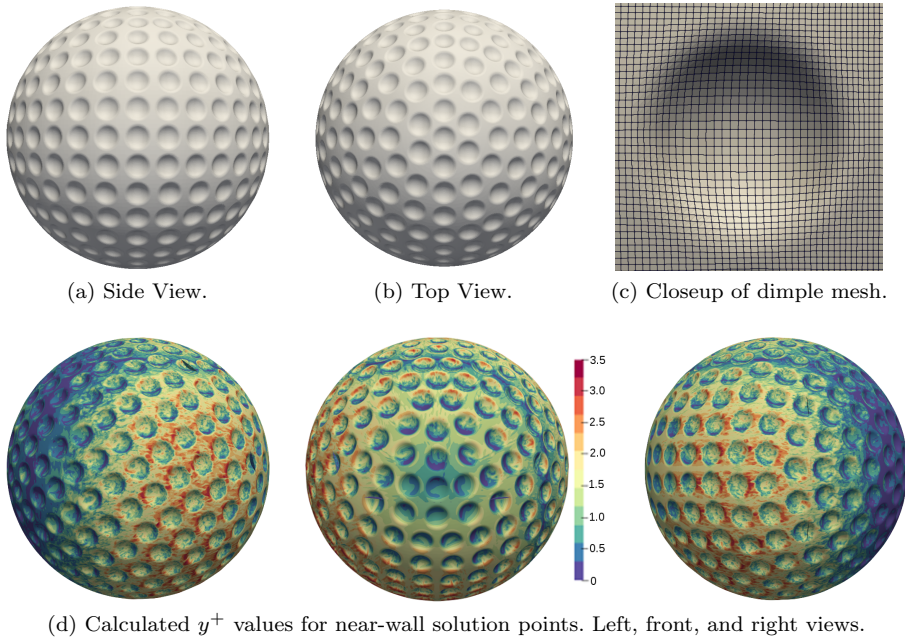 (a) Side View.
(b) Top View.
(c) Closeup of dimple mesh.
3.5
3.0
2.5
2.0
1.5
1.0
0.5
0
(d) Calculated y⁺ values for near-wall solution points. Left, front, and right views.